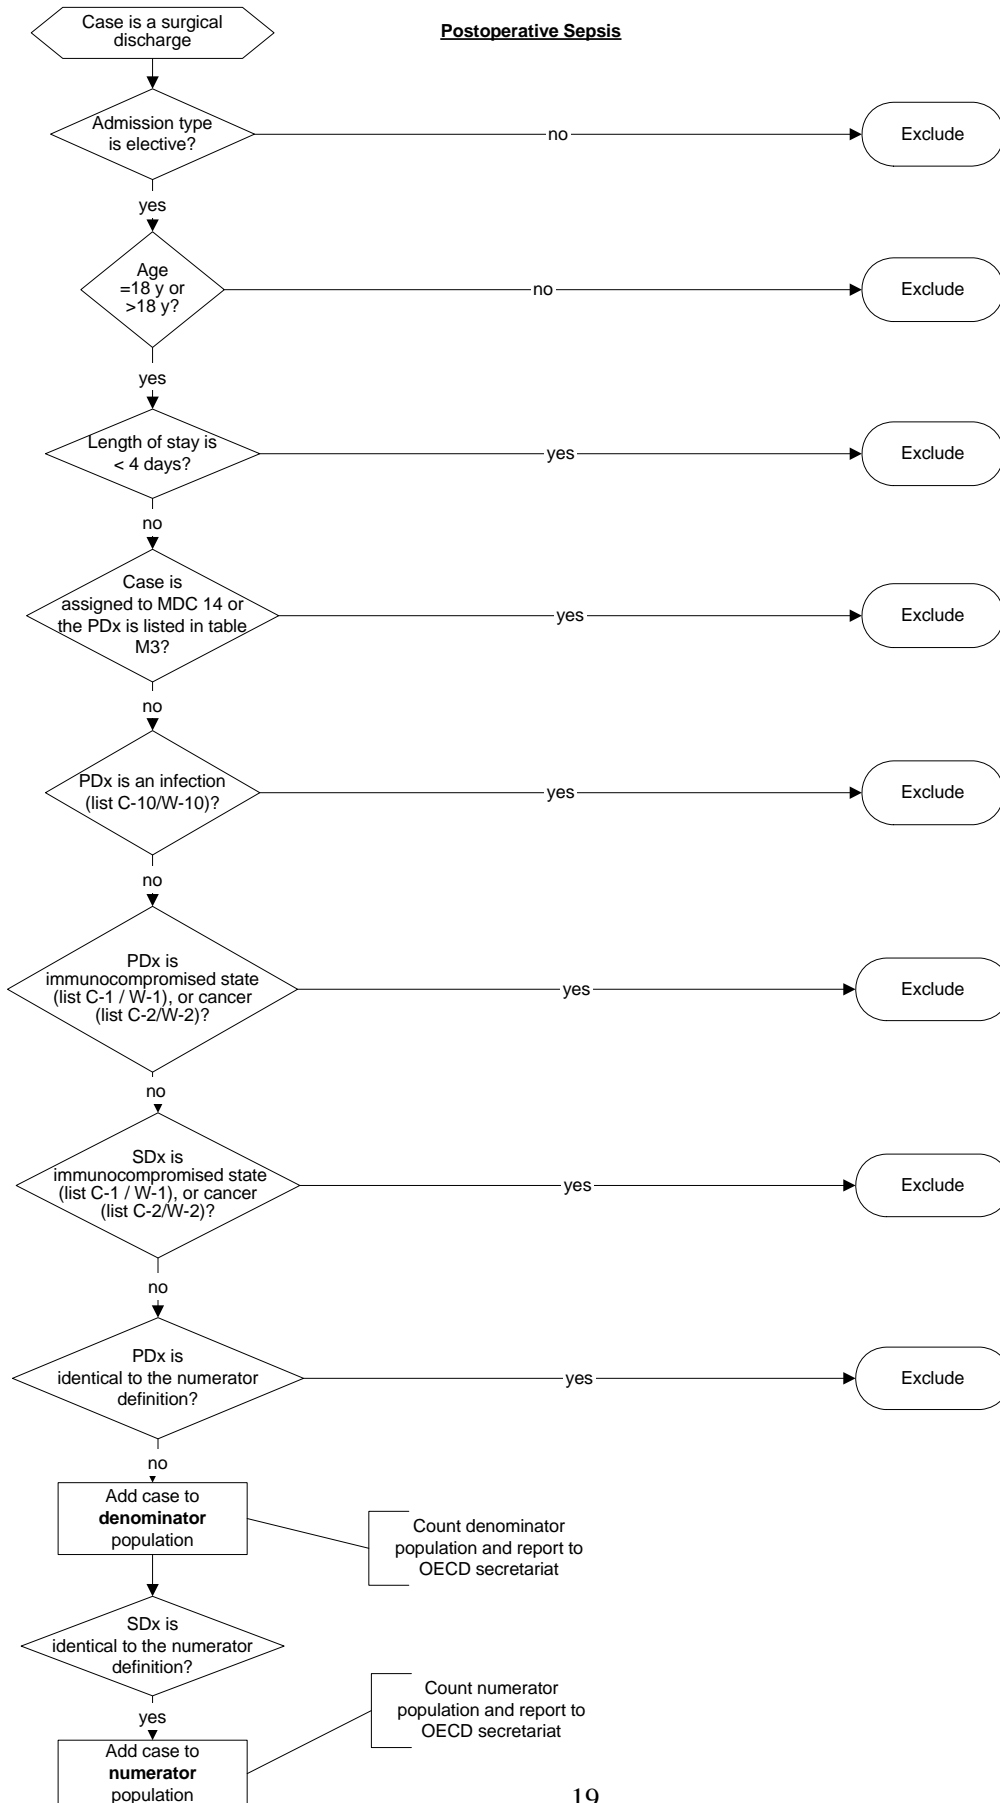 Postoperative Sepsis
Case is a surgical
discharge
Admission type
is elective?
no
Exclude
yes
Age
=18 y or
>18 y?
no
Exclude
yes
Length of stay is
< 4 days?
yes
Exclude
no
Case is
assigned to MDC 14 or
the PDx is listed in table
M3?
yes
Exclude
no
PDx is an infection
(list C-10/W-10)?
yes
Exclude
no
PDx is
immunocompromised state
(list C-1 / W-1), or cancer
(list C-2/W-2)?
yes
Exclude
no
SDx is
immunocompromised state
(list C-1 / W-1), or cancer
(list C-2/W-2)?
yes
Exclude
no
PDx is
identical to the numerator
definition?
yes
Exclude
no
Add case to
denominator
population
Count denominator
population and report to
OECD secretariat
SDx is
identical to the numerator
definition?
yes
Count numerator
population and report to
OECD secretariat
Add case to
numerator
population
19